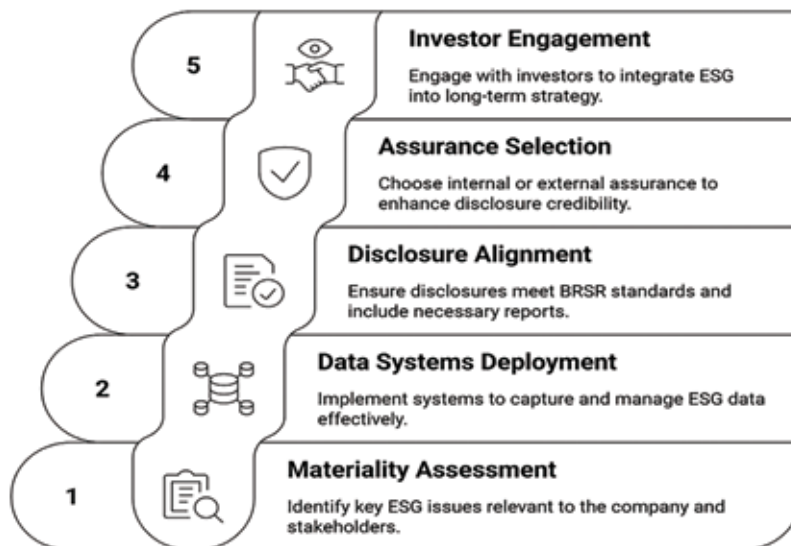 5
Investor Engagement
Engage with investors to integrate ESG
into long-term strategy.
4
Assurance Selection
Choose internal or external assurance to
enhance disclosure credibility.
3
Disclosure Alignment
Ensure disclosures meet BRSR standards and
include necessary reports.
2
Data Systems Deployment
Implement systems to capture and manage ESG data
effectively.
1
Materiality Assessment
Identify key ESG issues relevant to the company and
stakeholders.